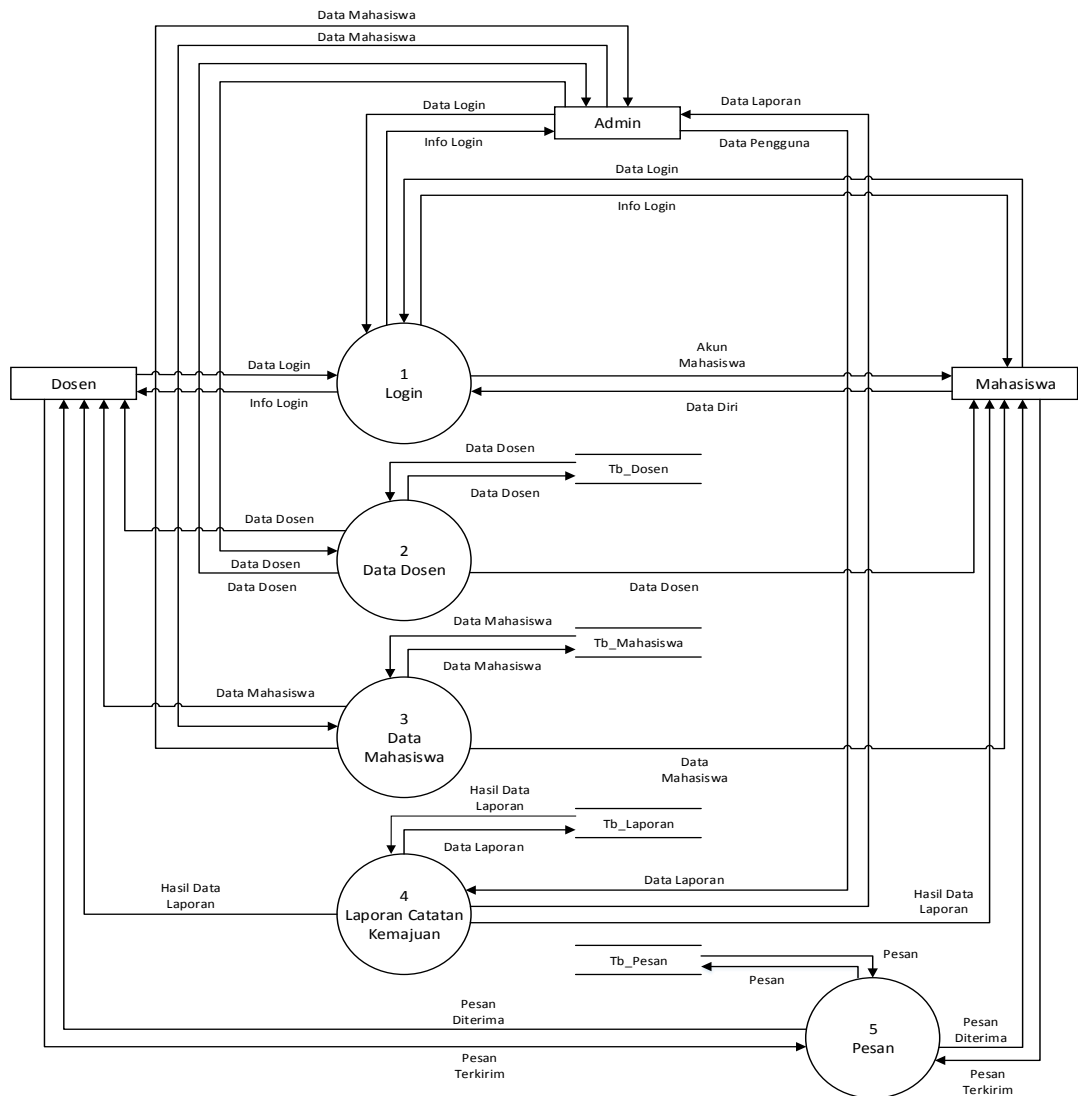 Data Mahasiswa
Data Mahasiswa
Data Login
Data Laporan
Admin
Info Login
Data Pengguna
Data Login
Info Login
Data Login
1
Login
Akun
Mahasiswa
Dosen
Mahasiswa
Info Login
Data Diri
Data Dosen
Tb_Dosen
Data Dosen
Data Dosen
2
Data Dosen
Data Dosen
Data Dosen
Data Dosen
Data Mahasiswa
Tb_Mahasiswa
Data Mahasiswa
Data Mahasiswa
3
Data
Mahasiswa
Data
Mahasiswa
Hasil Data
Laporan
Tb_Laporan
Data Laporan
Data Laporan
Hasil Data
Laporan
4
Laporan Catatan
Kemajuan
Hasil Data
Laporan
Tb_Pesan
Pesan
Pesan
Pesan
Diterima
5
Pesan
Pesan
Diterima
Pesan
Terkirim
Pesan
Terkirim